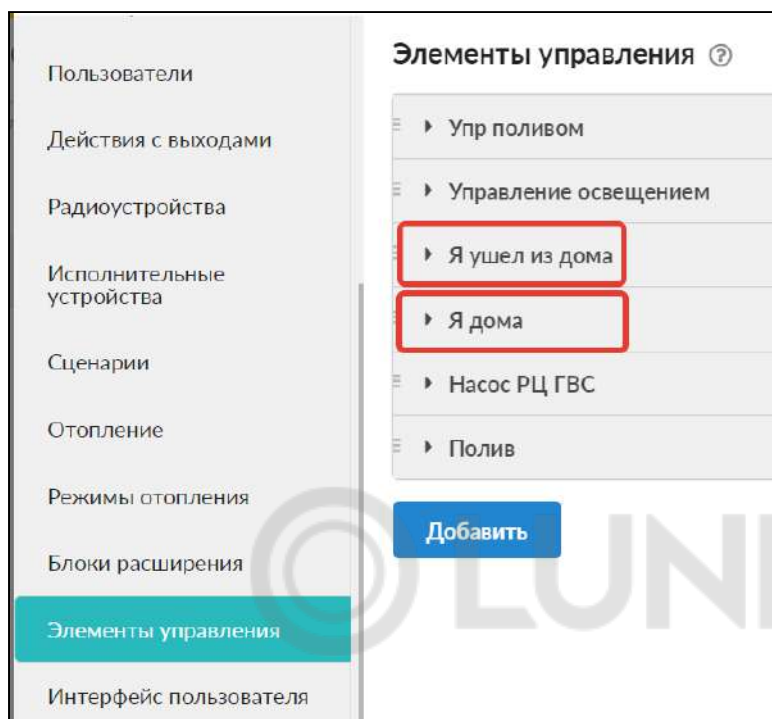 Пользователи
Действия с выходами
Радиоустройства
Исполнительные
устройства
Сценарии
Отопление
Режимы отопления
Блоки расширения
Элементы управления
Интерфейс пользователя
Элементы управления ?
Упр поливом
Управление освещением
Я ушел из дома
Я дома
Насос РЦ ГВС
Полив
Добавить
LUNI